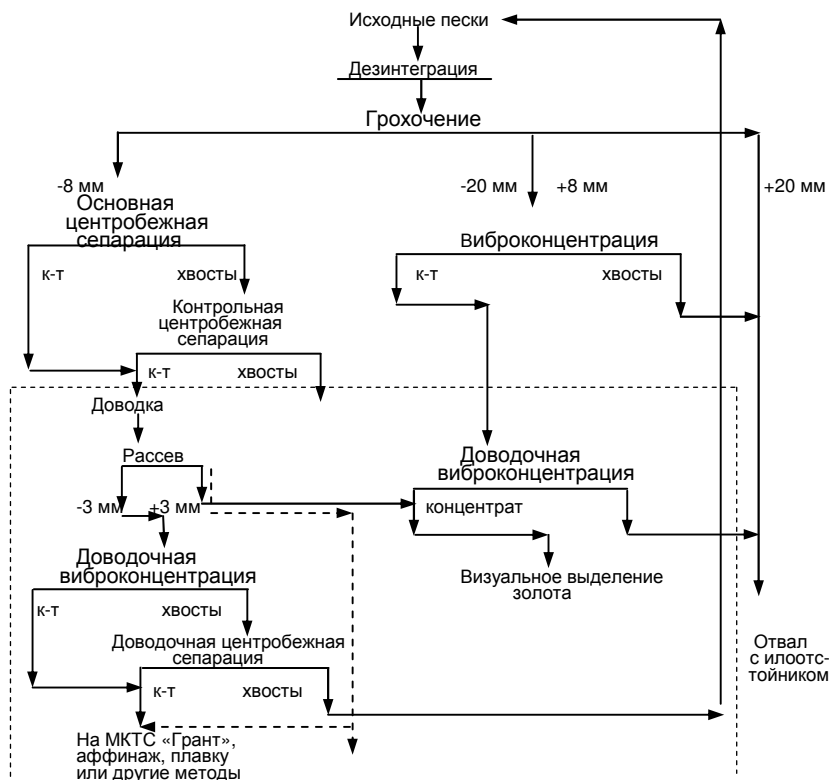 Исходные пески
Дезинтеграция
Грохочение
-8 мм
-20 мм
+8 мм
+20 мм
Основная
центробежная
сепарация
Виброконцентрация
к-т
хвосты
к-т
хвосты
Контрольная
центробежная
сепарация
к-т
хвосты
Доводка
Рассев
Доводочная
виброконцентрация
-3 мм
+3 мм
концентрат
Доводочная
виброконцентрация
Визуальное выделение
золота
к-т
хвосты
Доводочная центробежная
сепарация
Отвал
с илоотс-
тойником
к-т
хвосты
На МКТС «Грант»,
аффинаж, плавку
или другие методы